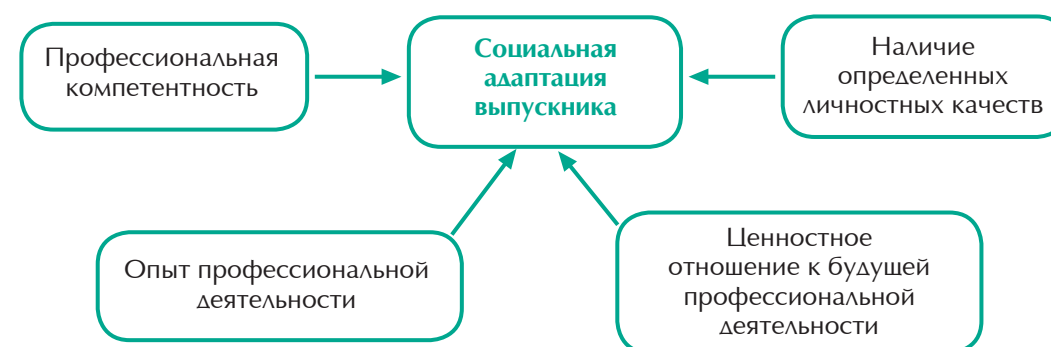 Профессиональная
компетентность
Социальная
адаптация
выпускника
Наличие
определенных
личностных качеств
Опыт профессиональной
деятельности
Ценностное
отношение к будущей
профессиональной
деятельности